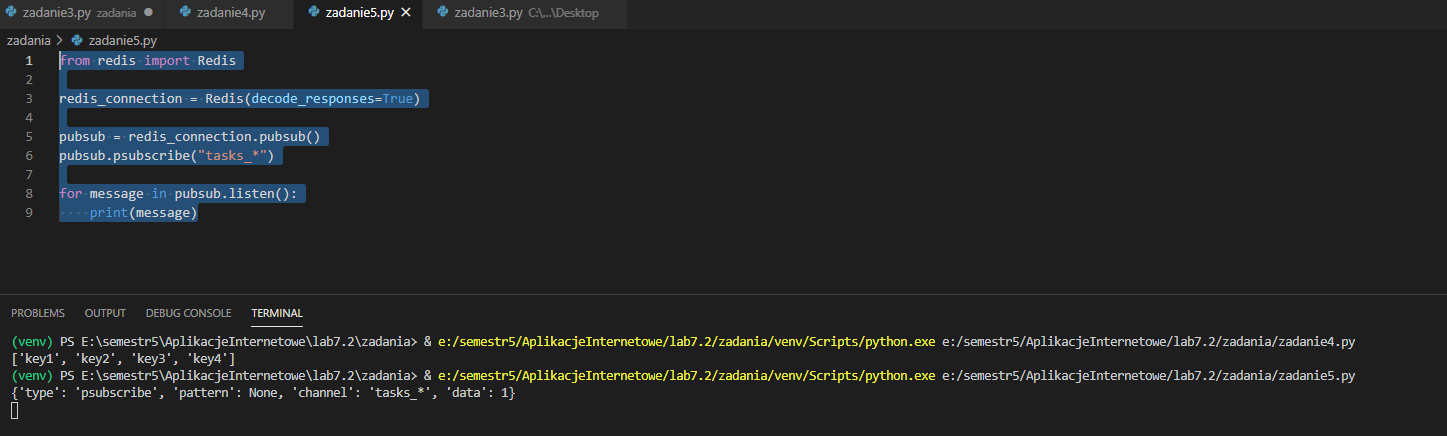 zadanie3.py zadania zadanie4.py zadanie5.py zadanie3.py C:\...\Desktop
zadania > zadanie5.py
1 from redis import Redis
2
3 redis_connection = Redis(decode_responses=True)
4
5 pubsub = redis_connection.pubsub()
6 pubsub.psubscribe("tasks_*")
7
8 for message in pubsub.listen():
9     print(message)
PROBLEMS OUTPUT DEBUG CONSOLE TERMINAL
(venv) PS E:\semestr5\AplikacjeInternetowe\lab7.2\zadania> & e:/semestr5/AplikacjeInternetowe/lab7.2/zadania/venv/Scripts/python.exe e:/semestr5/AplikacjeInternetowe/lab7.2/zadania/zadanie4.py
['key1', 'key2', 'key3', 'key4']
(venv) PS E:\semestr5\AplikacjeInternetowe\lab7.2\zadania> & e:/semestr5/AplikacjeInternetowe/lab7.2/zadania/venv/Scripts/python.exe e:/semestr5/AplikacjeInternetowe/lab7.2/zadania/zadanie5.py
{'type': 'psubscribe', 'pattern': None, 'channel': 'tasks_*', 'data': 1}